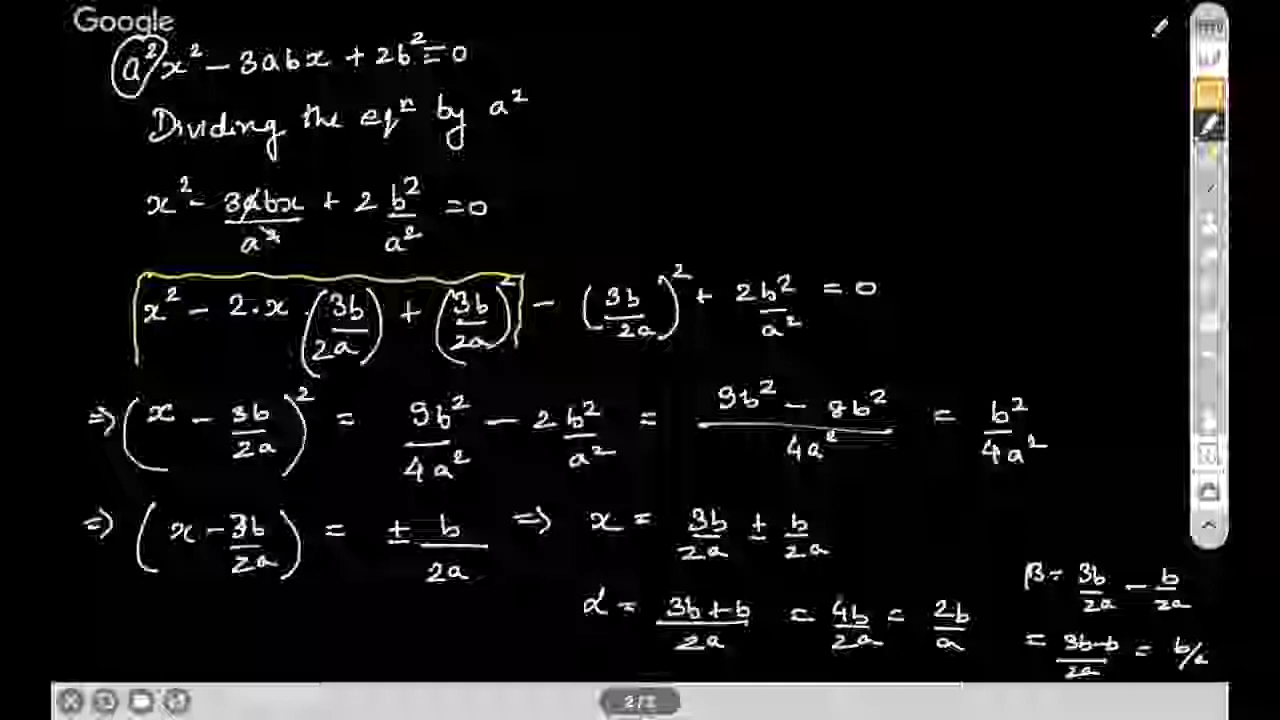 Google
a²x² - 3abx + 2b² = 0
Dividing the eqⁿ by a²
x² - 3abx/a² + 2 b²/a² = 0
x² - 2·x·(3b/2a) + (3b/2a)² - (3b/2a)² + 2b²/a² = 0
⇒ (x - 3b/2a)² = 9b²/4a² - 2b²/a² = (9b² - 8b²)/4a² = b²/4a²
⇒ (x - 3b/2a) = ± b/2a ⇒ x = 3b/2a ± b/2a
α = (3b+b)/2a = 4b/2a = 2b/a
β = 3b/2a - b/2a
= (3b-b)/2a = b/a
2/2